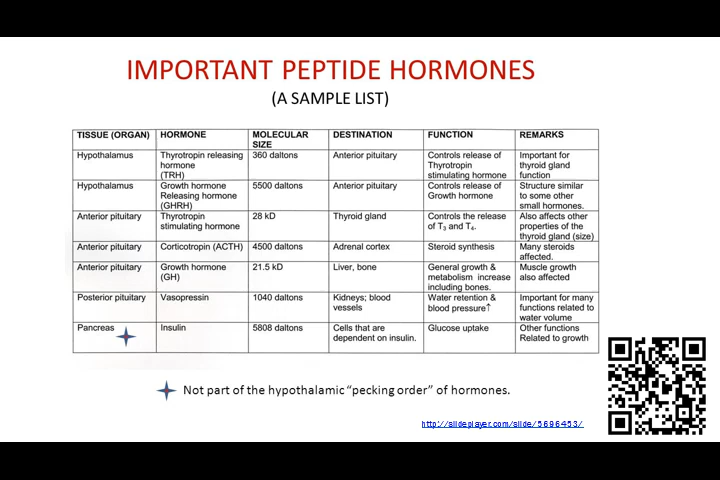 IMPORTANT PEPTIDE HORMONES
(A SAMPLE LIST)
TISSUE (ORGAN) HORMONE MOLECULAR SIZE DESTINATION FUNCTION REMARKS
Hypothalamus Thyrotropin releasing hormone (TRH) 360 daltons Anterior pituitary Controls release of Thyrotropin stimulating hormone Important for thyroid gland function
Hypothalamus Growth hormone Releasing hormone (GHRH) 5500 daltons Anterior pituitary Controls release of Growth hormone Structure similar to some other small hormones.
Anterior pituitary Thyrotropin stimulating hormone 28 kD Thyroid gland Controls the release of T3 and T4. Also affects other properties of the thyroid gland (size)
Anterior pituitary Corticotropin (ACTH) 4500 daltons Adrenal cortex Steroid synthesis Many steroids affected.
Anterior pituitary Growth hormone (GH) 21.5 kD Liver, bone General growth & metabolism increase including bones. Muscle growth also affected
Posterior pituitary Vasopressin 1040 daltons Kidneys; blood vessels Water retention & blood pressure↑ Important for many functions related to water volume
Pancreas Insulin 5808 daltons Cells that are dependent on insulin. Glucose uptake Other functions Related to growth
Not part of the hypothalamic “pecking order” of hormones.
http://slideplayer.com/slide/5696453/